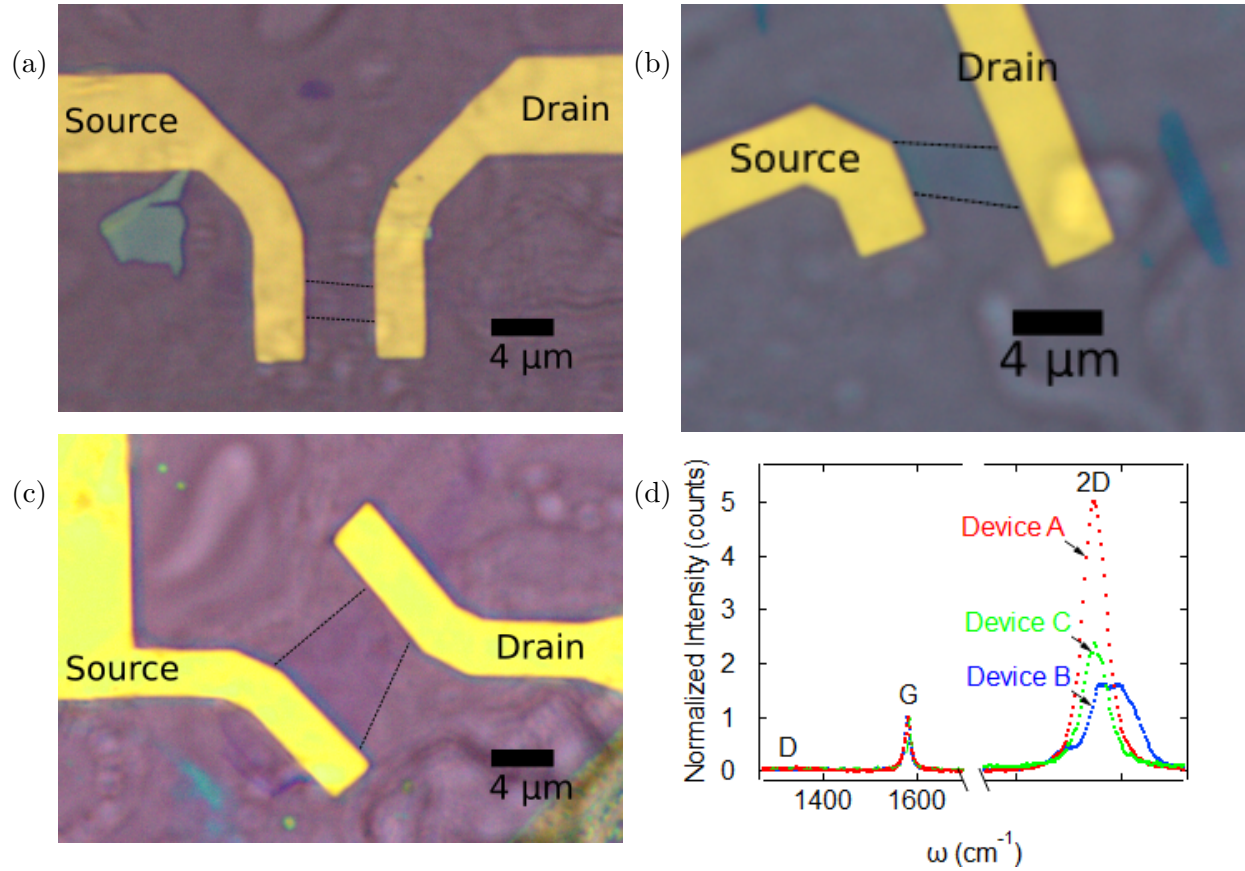 (a)
Source
Drain
4 μm
(b)
Drain
Source
4 μm
(c)
Source
Drain
4 μm
(d)
Normalized Intensity (counts)
5
4
3
2
1
0
2D
Device A
Device C
Device B
G
D
1400
1600
ω (cm⁻¹)